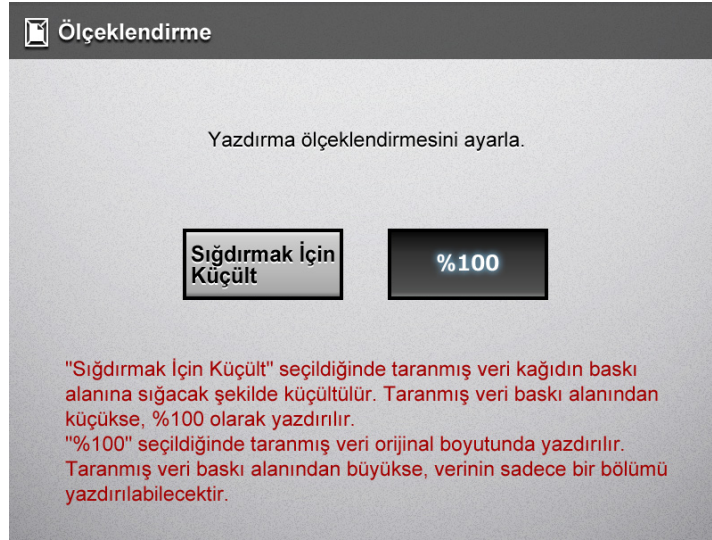 Ölçeklendirme
Yazdırma ölçeklendirmesini ayarla.
Sığdırmak İçin
Küçült
%100
"Sığdırmak İçin Küçült" seçildiğinde taranmış veri kağıdın baskı
alanına sığacak şekilde küçültülür. Taranmış veri baskı alanından
küçükse, %100 olarak yazdırılır.
"%100" seçildiğinde taranmış veri orijinal boyutunda yazdırılır.
Taranmış veri baskı alanından büyükse, verinin sadece bir bölümü
yazdırılabilecektir.